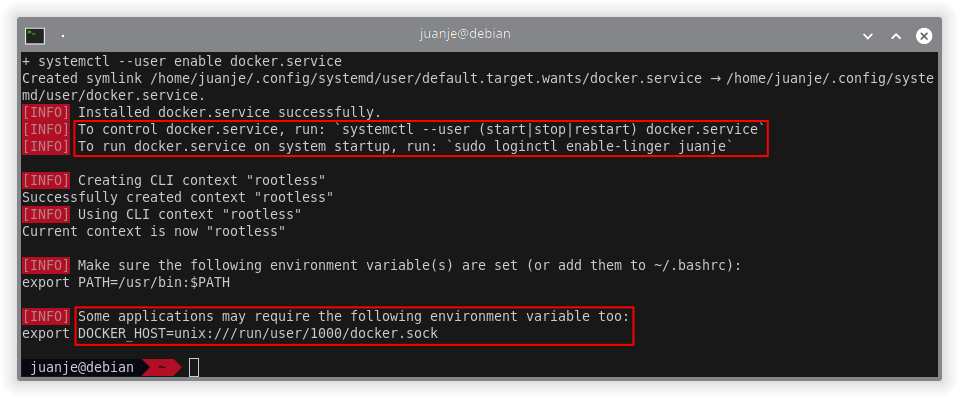 juanje@debian
+ systemctl --user enable docker.service
Created symlink /home/juanje/.config/systemd/user/default.target.wants/docker.service → /home/juanje/.config/syste
md/user/docker.service.
[INFO] Installed docker.service successfully.
[INFO] To control docker.service, run: `systemctl --user (start|stop|restart) docker.service`
[INFO] To run docker.service on system startup, run: `sudo loginctl enable-linger juanje`
[INFO] Creating CLI context "rootless"
Successfully created context "rootless"
[INFO] Using CLI context "rootless"
Current context is now "rootless"
[INFO] Make sure the following environment variable(s) are set (or add them to ~/.bashrc):
export PATH=/usr/bin:$PATH
[INFO] Some applications may require the following environment variable too:
export DOCKER_HOST=unix:///run/user/1000/docker.sock
juanje@debian ~